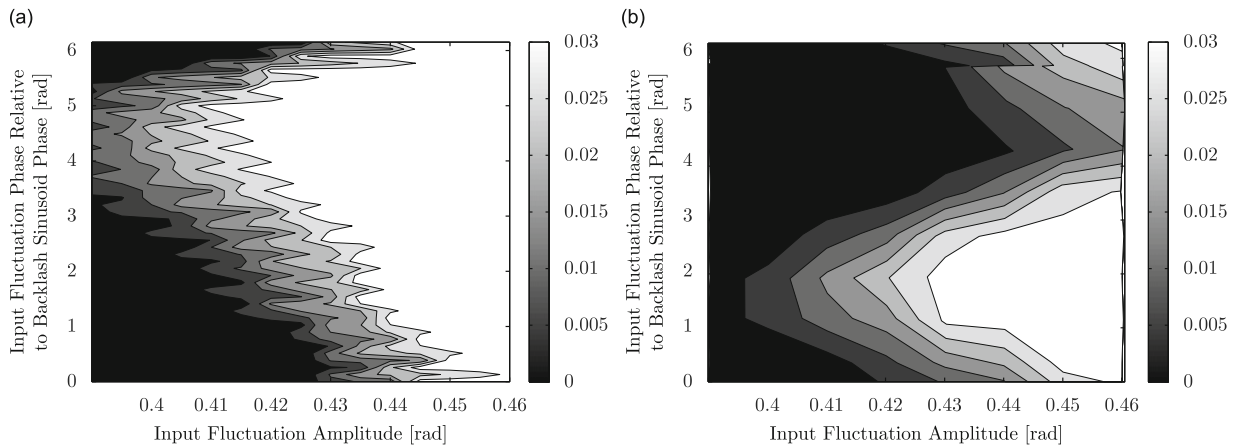 (a)
Input Fluctuation Phase Relative
to Backlash Sinusoid Phase [rad]
6
5
4
3
2
1
0
0.4 0.41 0.42 0.43 0.44 0.45 0.46
Input Fluctuation Amplitude [rad]
0.03
0.025
0.02
0.015
0.01
0.005
0
(b)
Input Fluctuation Phase Relative
to Backlash Sinusoid Phase [rad]
6
5
4
3
2
1
0
0.4 0.41 0.42 0.43 0.44 0.45 0.46
Input Fluctuation Amplitude [rad]
0.03
0.025
0.02
0.015
0.01
0.005
0